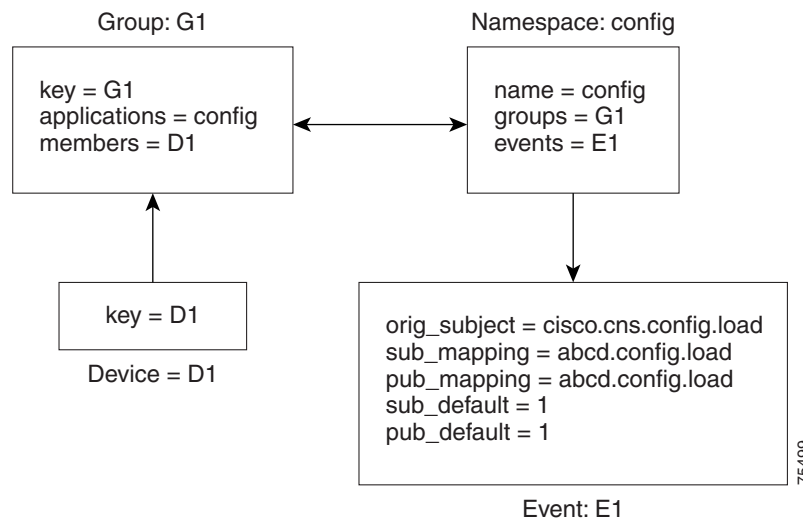 Group: G1
Namespace: config
key = G1
applications = config
members = D1
name = config
groups = G1
events = E1
key = D1
Device = D1
orig_subject = cisco.cns.config.load
sub_mapping = abcd.config.load
pub_mapping = abcd.config.load
sub_default = 1
pub_default = 1
75499
Event: E1